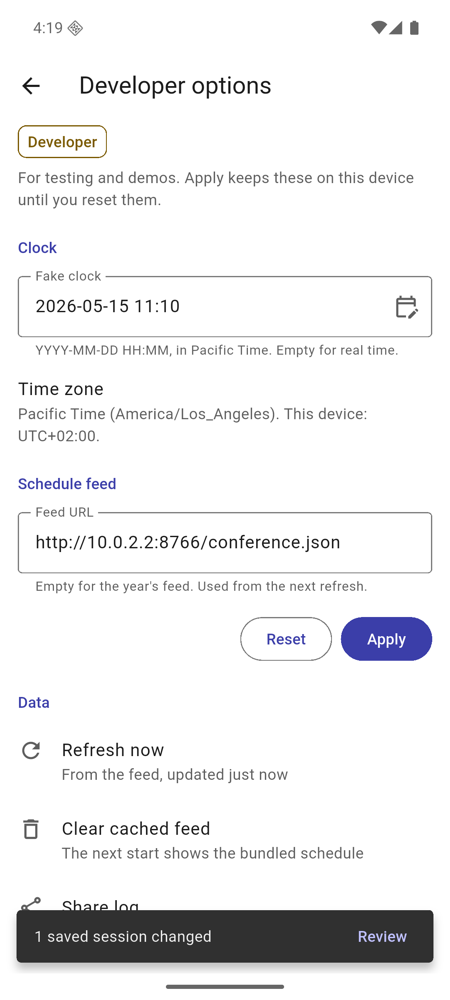 4:19
Developer options
Developer
For testing and demos. Apply keeps these on this device
until you reset them.
Clock
Fake clock
2026-05-15 11:10
YYYY-MM-DD HH:MM, in Pacific Time. Empty for real time.
Time zone
Pacific Time (America/Los_Angeles). This device:
UTC+02:00.
Schedule feed
Feed URL
http://10.0.2.2:8766/conference.json
Empty for the year's feed. Used from the next refresh.
Reset
Apply
Data
Refresh now
From the feed, updated just now
Clear cached feed
The next start shows the bundled schedule
Share log
1 saved session changed
Review